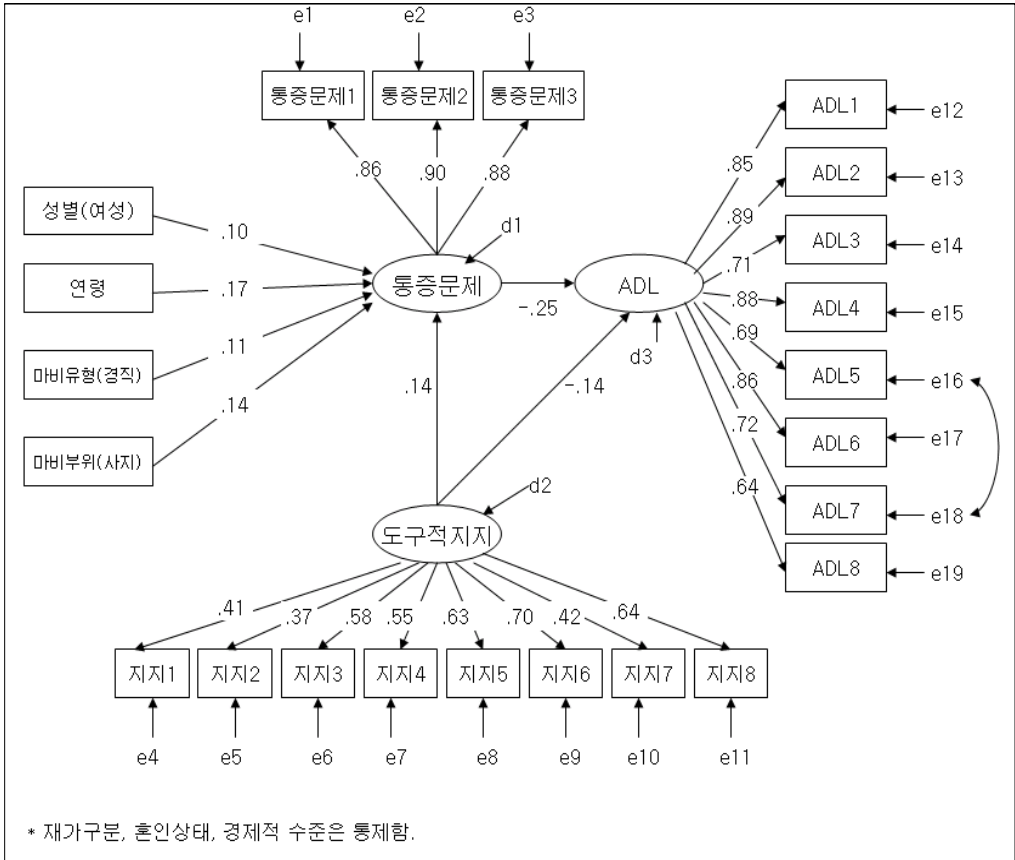 e1
e2
e3
통증문제1
통증문제2
통증문제3
.86
.90
.88
성별(여성)
연령
마비유형(경직)
마비부위(사지)
.10
.17
.11
.14
d1
통증문제
-.25
ADL
d3
.14
-.14
d2
도구적지지
ADL1
ADL2
ADL3
ADL4
ADL5
ADL6
ADL7
ADL8
.85
.89
.71
.88
.69
.86
.72
.64
e12
e13
e14
e15
e16
e17
e18
e19
.41
.37
.58
.55
.63
.70
.42
.64
지지1
지지2
지지3
지지4
지지5
지지6
지지7
지지8
e4
e5
e6
e7
e8
e9
e10
e11
* 재가구분, 혼인상태, 경제적 수준은 통제함.